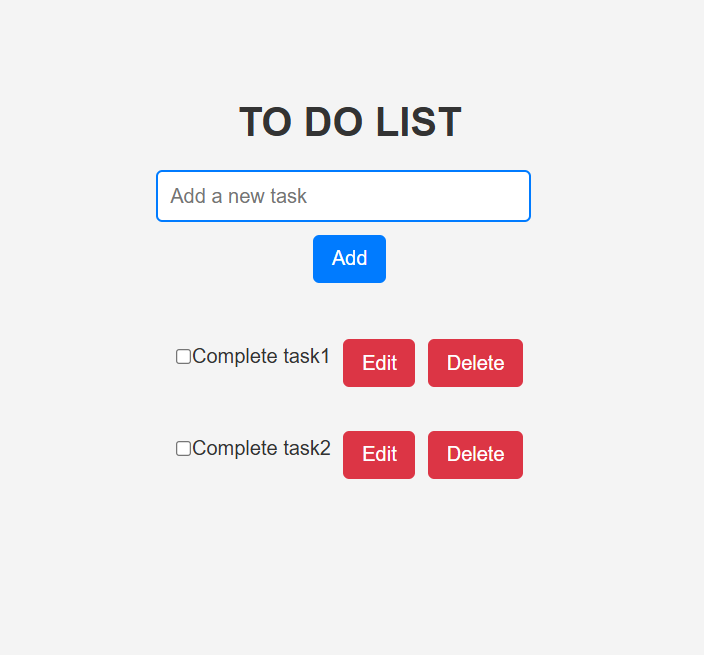 TO DO LIST
Add a new task
Add
Complete task1 Edit Delete
Complete task2 Edit Delete